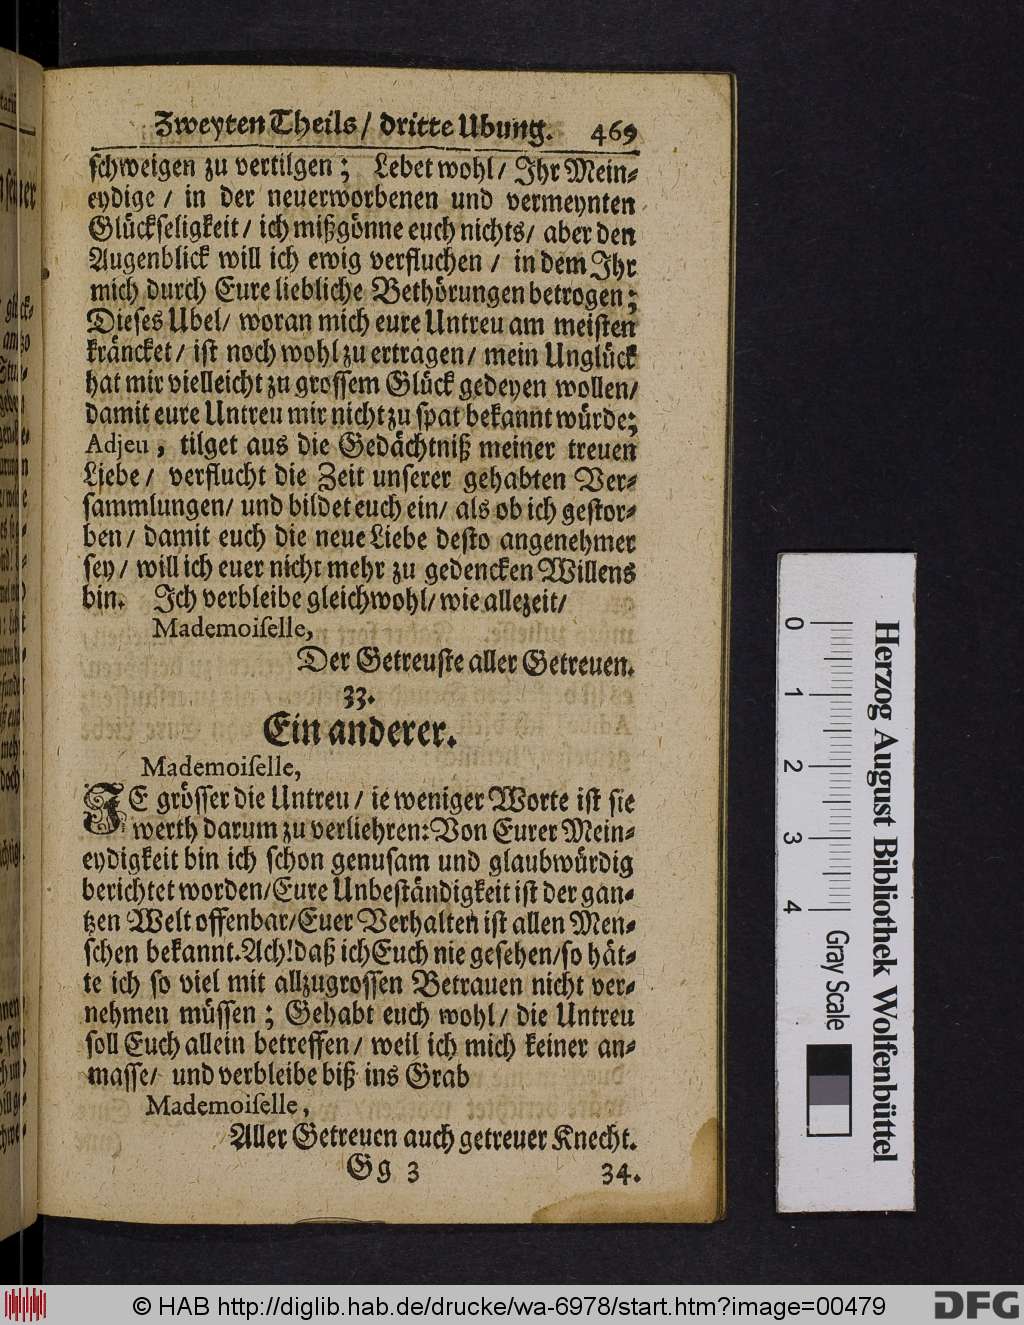 Zweyten Theils / dritte Ubung. 469
schweigen zu vertilgen; Lebet wohl / Ihr Mein-
eydige / in der neuerworbenen und vermeynten
Glückseligkeit / ich mißgönne euch nichts / aber den
Augenblick will ich ewig verfluchen / in dem Ihr
mich durch Eure liebliche Bethörungen betrogen;
Dieses Ubel / woran mich eure Untreu am meisten
kräncket / ist noch wohl zu ertragen / mein Unglück
hat mir vielleicht zu grossem Glück gedeyen wollen /
damit eure Untreu mir nicht zu spat bekannt würde;
Adjeu, tilget aus die Gedächtniß meiner treuen
Liebe / verflucht die Zeit unserer gehabten Ver-
sammlungen / und bildet euch ein / als ob ich gestor-
ben / damit euch die neue Liebe desto angenehmer
sey / will ich euer nicht mehr zu gedencken Willens
bin. Ich verbleibe gleichwohl / wie allezeit /
Mademoiselle,
Der Getreuste aller Getreuen.
33.
Ein anderer.
Mademoiselle,
JE grösser die Untreu / ie weniger Worte ist sie
werth darum zu verliehren: Von Eurer Mein-
eydigkeit bin ich schon genusam und glaubwürdig
berichtet worden / Eure Unbeständigkeit ist der gan-
tzen Welt offenbar / Euer Verhalten ist allen Men-
schen bekannt. Ach! daß ich Euch nie gesehen / so hät-
te ich so viel mit allzugrossen Betrauen nicht ver-
nehmen müssen; Gehabt euch wohl / die Untreu
soll Euch allein betreffen / weil ich mich keiner an-
masse / und verbleibe biß ins Grab
Mademoiselle,
Aller Getreuen auch getreuer Knecht.
Gg 3 34.
0 1 2 3 4 Gray Scale
Herzog August Bibliothek Wolfenbüttel
© HAB http://diglib.hab.de/drucke/wa-6978/start.htm?image=00479
DFG